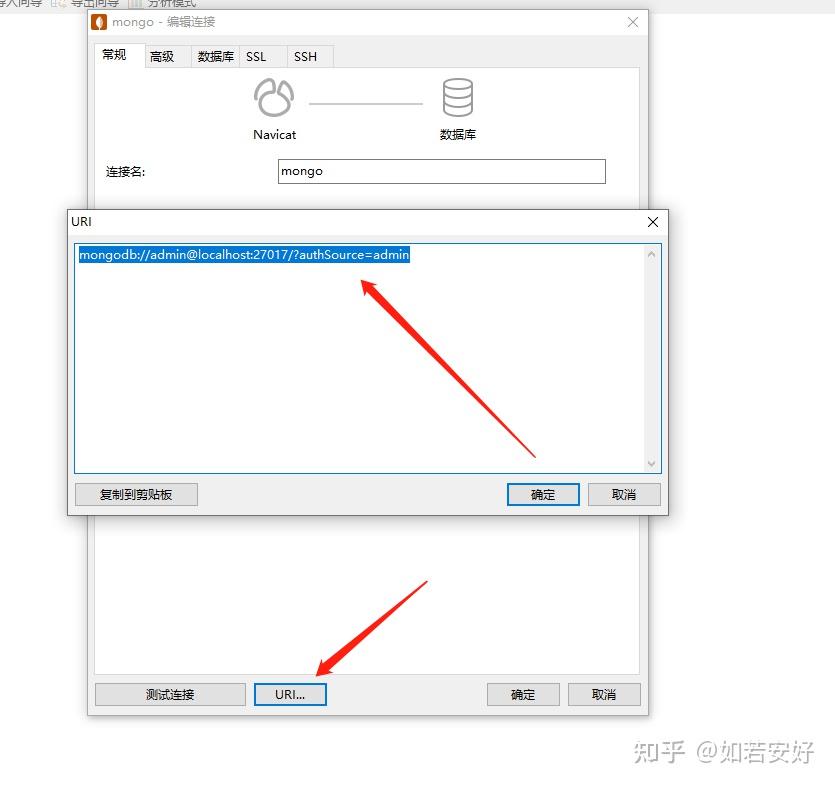 导入向导 导出向导 分析模式
mongo - 编辑连接
常规 高级 数据库 SSL SSH
Navicat 数据库
连接名: mongo
URI
mongodb://admin@localhost:27017/?authSource=admin
复制到剪贴板 确定 取消
测试连接 URI... 确定 取消
知乎 @如若安好